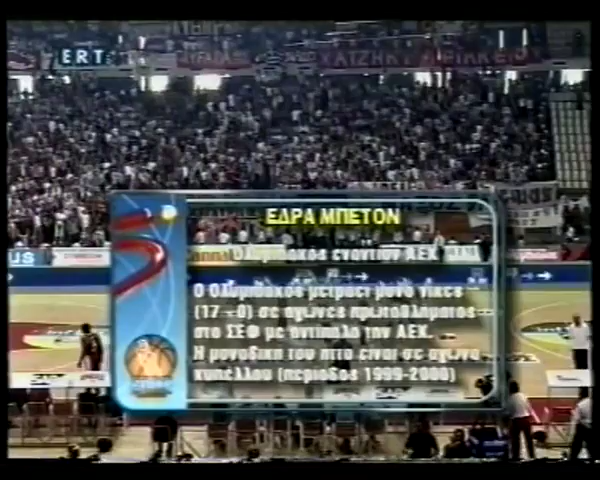 ERT
ΧΑΤΖΗΚΥΡΙΑΚΕΙΟ
ΕΔΡΑ ΜΠΕΤΟΝ
Ολυμπιακός εναντίον ΑΕΚ
Ο Ολυμπιακός μετράει μόνο νίκες
(17 - 0) σε αγώνες πρωταθλήματος
στο ΣΕΦ με αντίπαλο την ΑΕΚ.
Η μοναδική του ήττα είναι σε αγώνα
κυπέλλου (περίοδος 1999-2000)